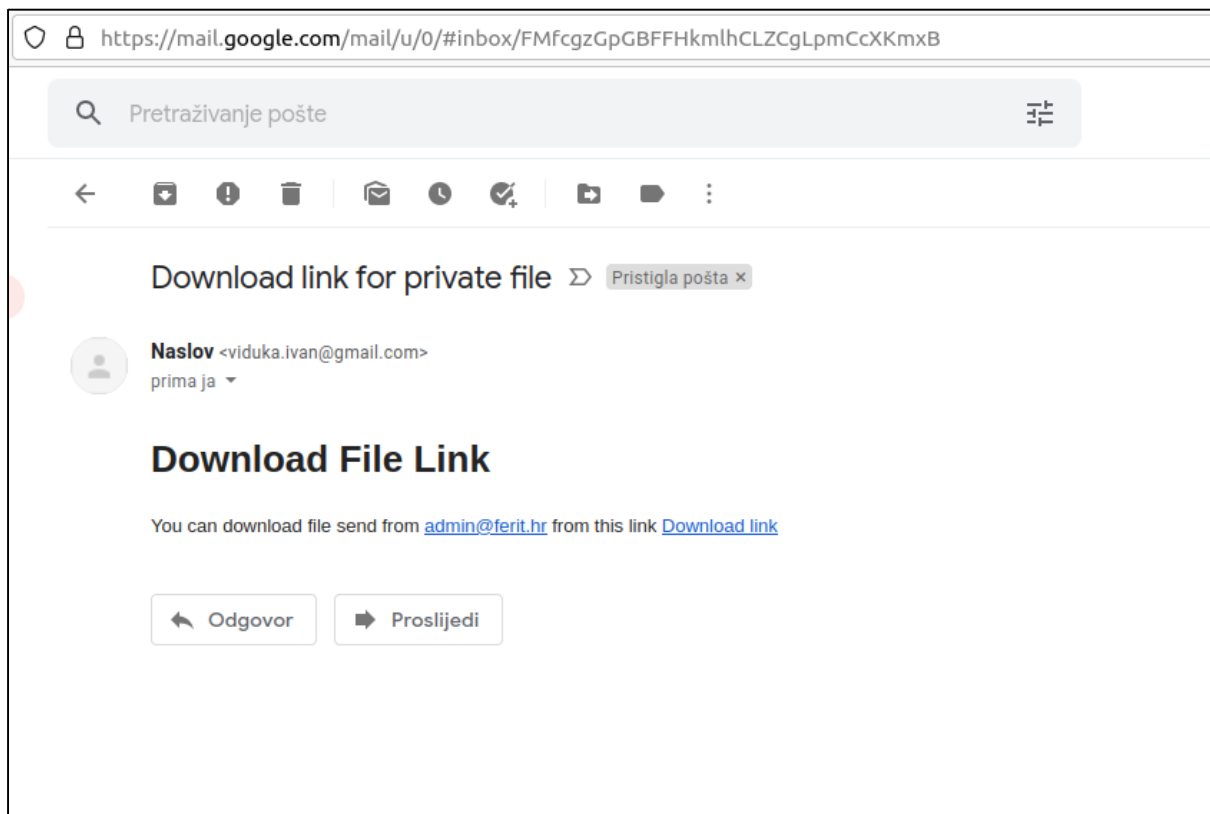 https://mail.google.com/mail/u/0/#inbox/FMfcgzGpGBFFHkmlhCLZCgLpmCcXKmxB
Pretraživanje pošte
Download link for private file Pristigla pošta ×
Naslov <viduka.ivan@gmail.com>
prima ja
Download File Link
You can download file send from admin@ferit.hr from this link Download link
Odgovor Proslijedi